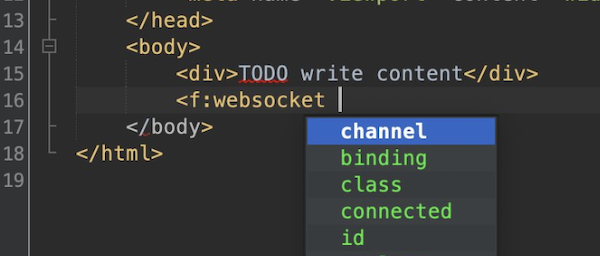 13 </head>
14 <body>
15 <div>TODO write content</div>
16 <f:websocket
channel
17 </body>
binding
18 </html>
class
19
connected
id